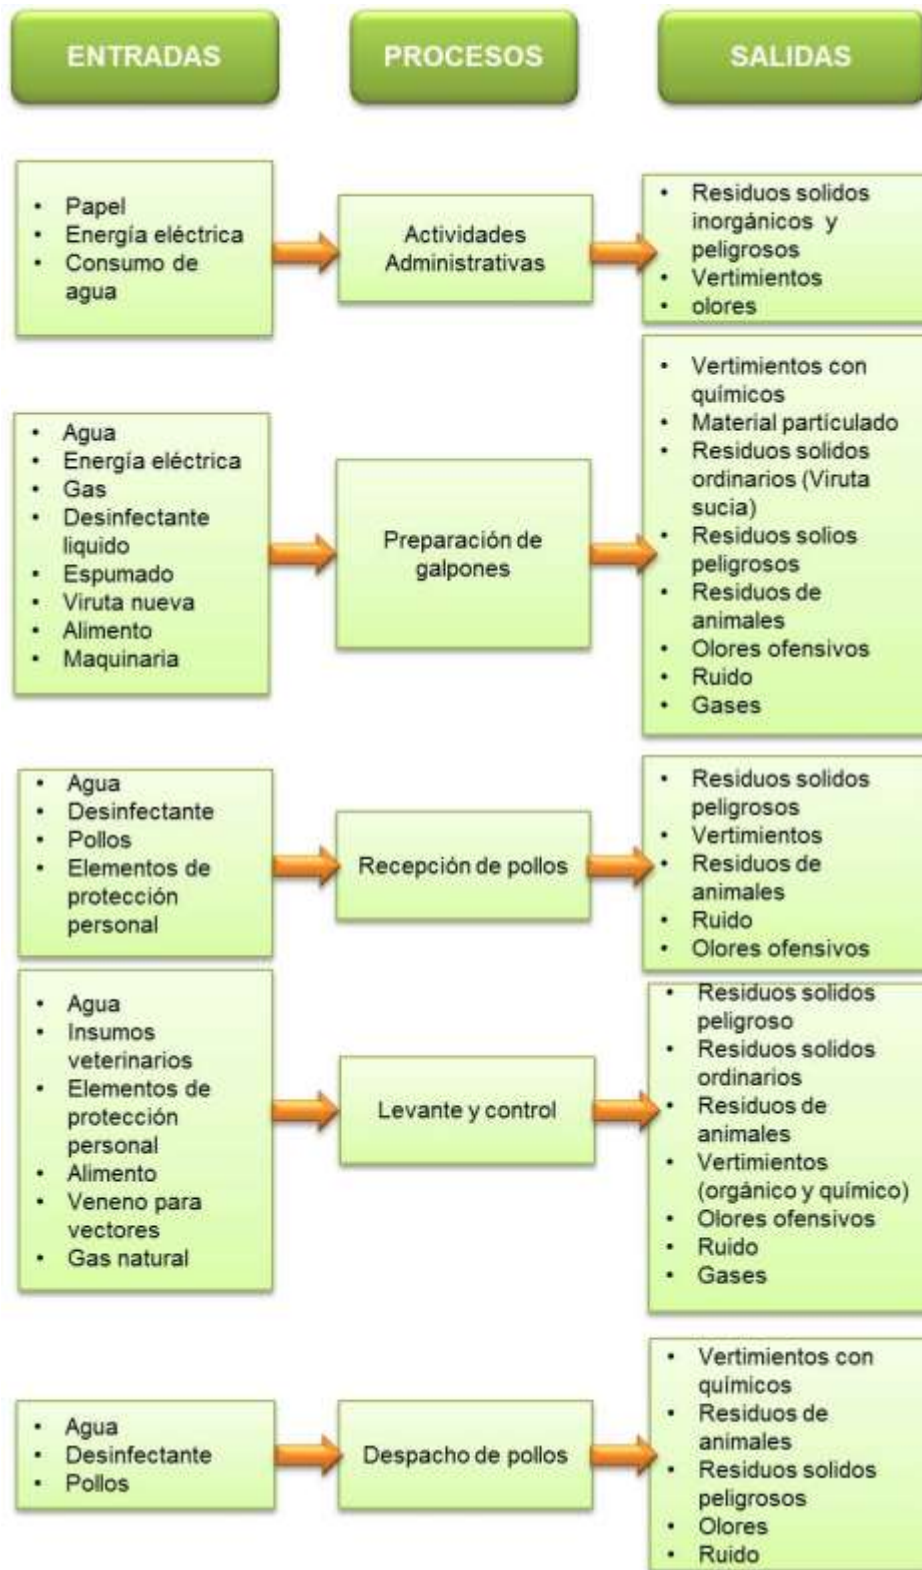 ENTRADAS
PROCESOS
SALIDAS
• Papel
• Energía eléctrica
• Consumo de
agua
Actividades
Administrativas
• Residuos solidos
inorgánicos y
peligrosos
• Vertimientos
• olores
• Agua
• Energía eléctrica
• Gas
• Desinfectante
liquido
• Espumado
• Viruta nueva
• Alimento
• Maquinaria
Preparación de
galpones
• Vertimientos con
químicos
• Material partículado
• Residuos solidos
ordinarios (Viruta
sucia)
• Residuos solios
peligrosos
• Residuos de
animales
• Olores ofensivos
• Ruido
• Gases
• Agua
• Desinfectante
• Pollos
• Elementos de
protección
personal
Recepción de pollos
• Residuos solidos
peligrosos
• Vertimientos
• Residuos de
animales
• Ruido
• Olores ofensivos
• Agua
• Insumos
veterinarios
• Elementos de
protección
personal
• Alimento
• Veneno para
vectores
• Gas natural
Levante y control
• Residuos solidos
peligroso
• Residuos solidos
ordinarios
• Residuos de
animales
• Vertimientos
(orgánico y químico)
• Olores ofensivos
• Ruido
• Gases
• Agua
• Desinfectante
• Pollos
Despacho de pollos
• Vertimientos con
químicos
• Residuos de
animales
• Residuos solidos
peligrosos
• Olores
• Ruido